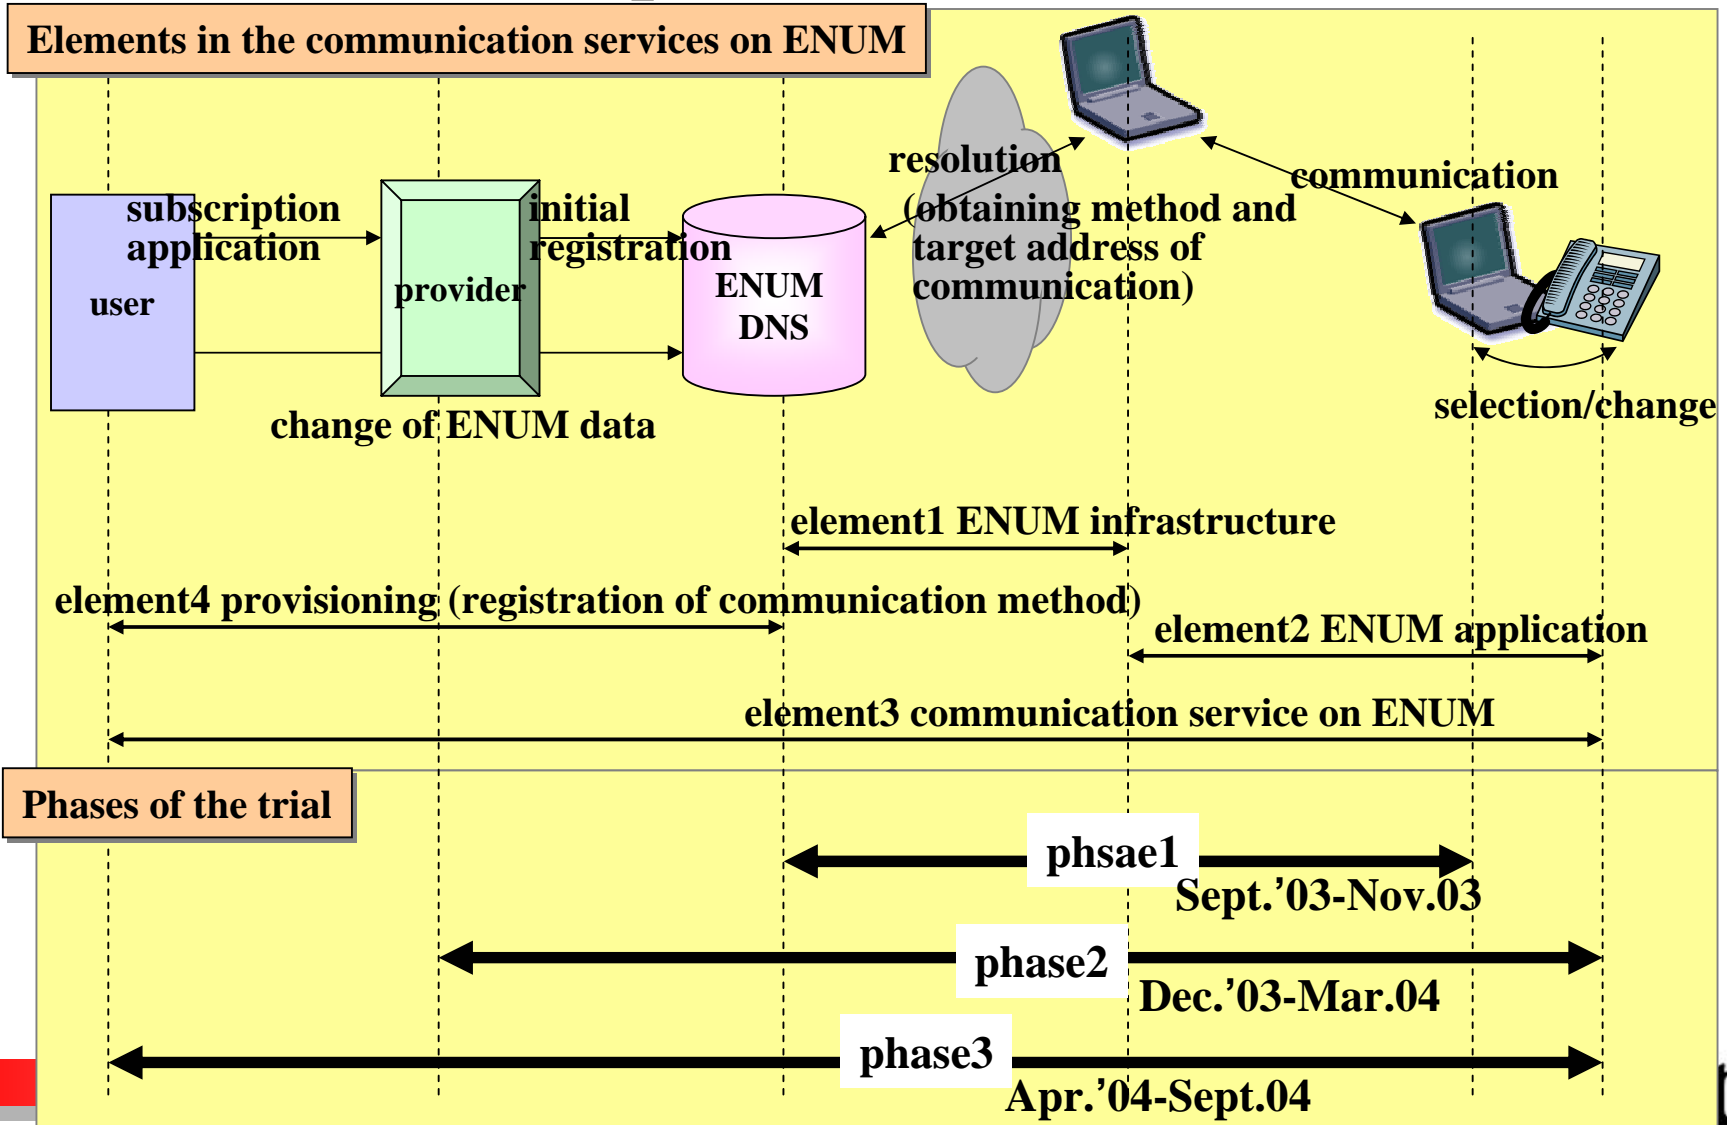 Elements in the communication services on ENUM
subscription
application
user
provider
initial
registration
ENUM
DNS
resolution
(obtaining method and
target address of
communication)
communication
selection/change
change of ENUM data
element1 ENUM infrastructure
element4 provisioning (registration of communication method)
element2 ENUM application
element3 communication service on ENUM
Phases of the trial
phsae1
Sept.’03-Nov.03
phase2
Dec.’03-Mar.04
phase3
Apr.’04-Sept.04